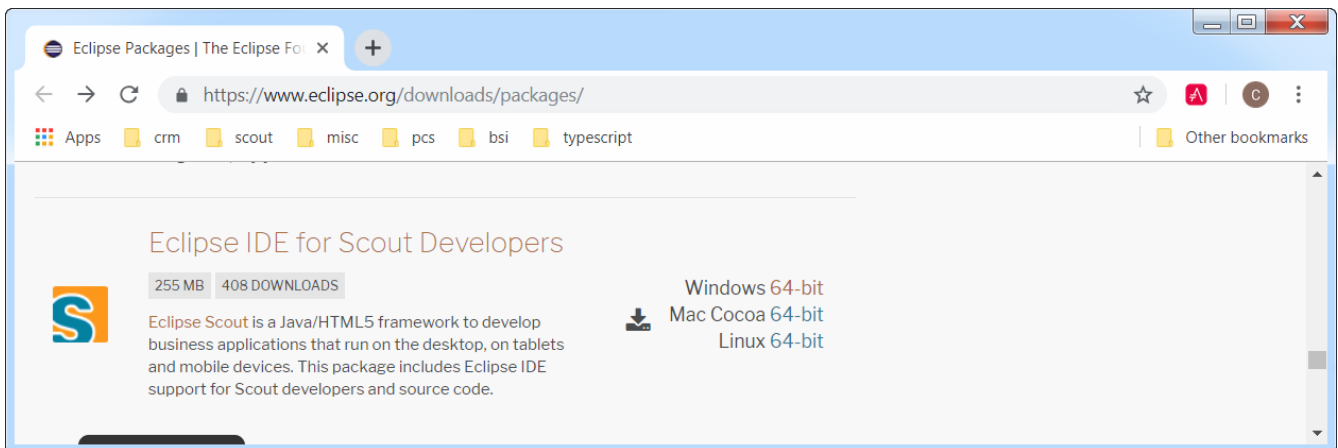 Eclipse Packages | The Eclipse Fou
https://www.eclipse.org/downloads/packages/
C
Apps crm scout misc pcs bsi typescript Other bookmarks
Eclipse IDE for Scout Developers
255 MB 408 DOWNLOADS
Eclipse Scout is a Java/HTML5 framework to develop
business applications that run on the desktop, on tablets
and mobile devices. This package includes Eclipse IDE
support for Scout developers and source code.
Windows 64-bit
Mac Cocoa 64-bit
Linux 64-bit